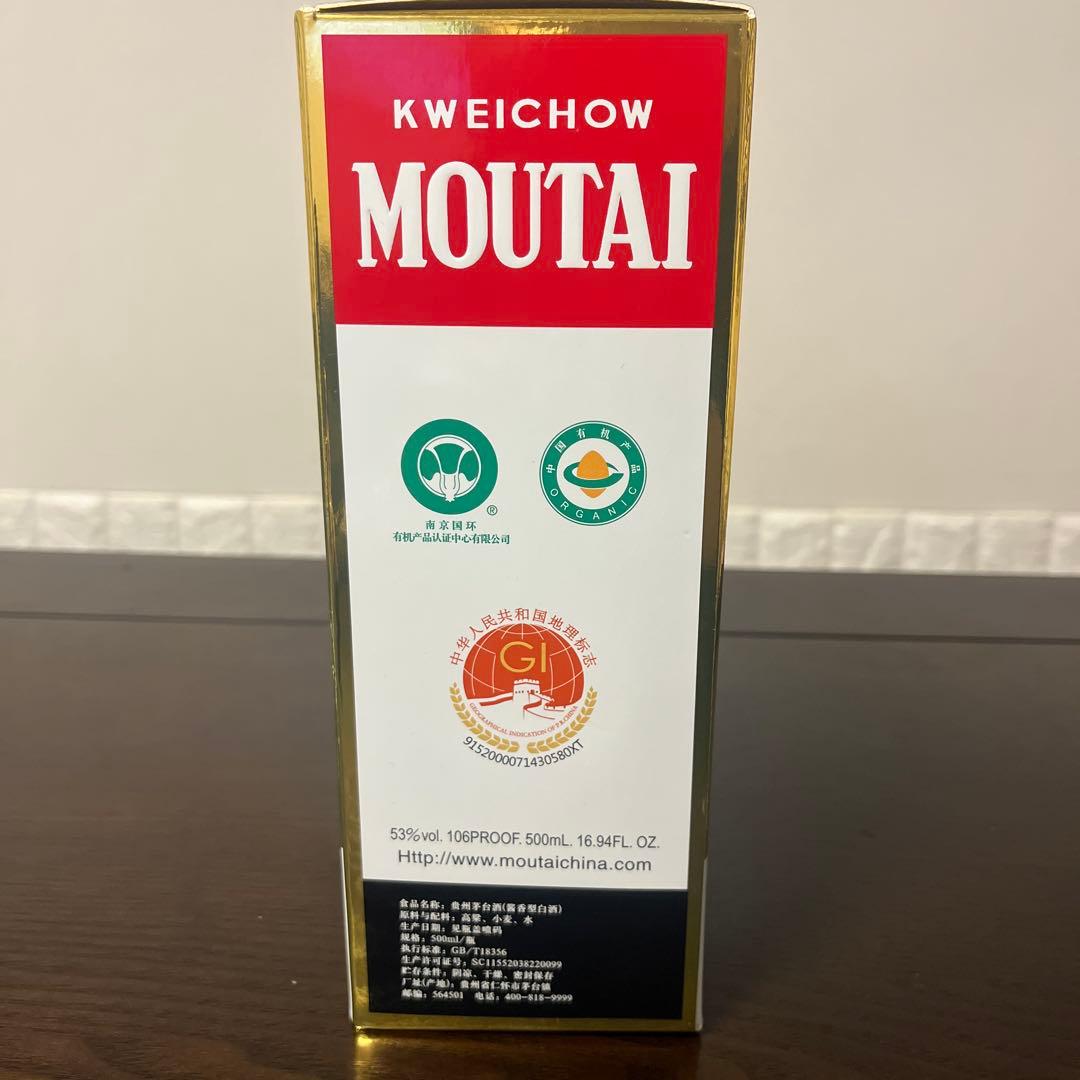 KWEICHOW
MOUTAI
®
南京国环
有机产品认证中心有限公司
中国有机产品
ORGANIC
中华人民共和国地理标志
GI
GEOGRAPHICAL INDICATION OF P.R.CHINA
9152000071430580XT
53%vol. 106PROOF. 500mL. 16.94FL. OZ.
Http://www.moutaichina.com
食品名称：贵州茅台酒(酱香型白酒)
原料与配料：高粱、小麦、水
生产日期：见瓶盖喷码
规格：500ml/瓶
执行标准：GB/T18356
生产许可证号：SC11552038220099
贮存条件：阴凉、干燥、密封保存
厂址(产地)：贵州省仁怀市茅台镇
邮编：564501 电话：400-818-9999